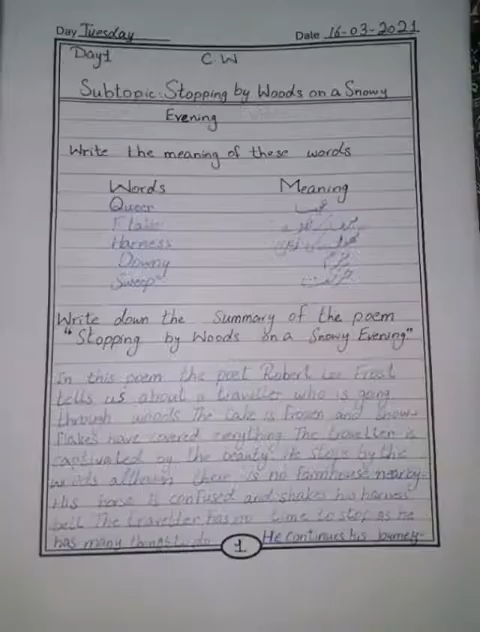 Day Tuesday Date 16-03-2021
Day1 C.W
Subtopic: Stopping by Woods on a Snowy
Evening
Write the meaning of these words
Words Meaning
Queer عجیب
Flake
Harness
Downy نرم
Sweep
Write down the summary of the poem
"Stopping by Woods on a Snowy Evening"
In this poem the poet Robert Lee Frost
tells us about a traveller who is going
through woods The Lake is frozen and snow-
flakes have covered The traveller is
captivated by the beauty. He stops by the
woods there is no farmhouse nearby.
His horse is confused and shakes his harness
bell The traveller has no time to stop as he
has many things to do He continues his
1